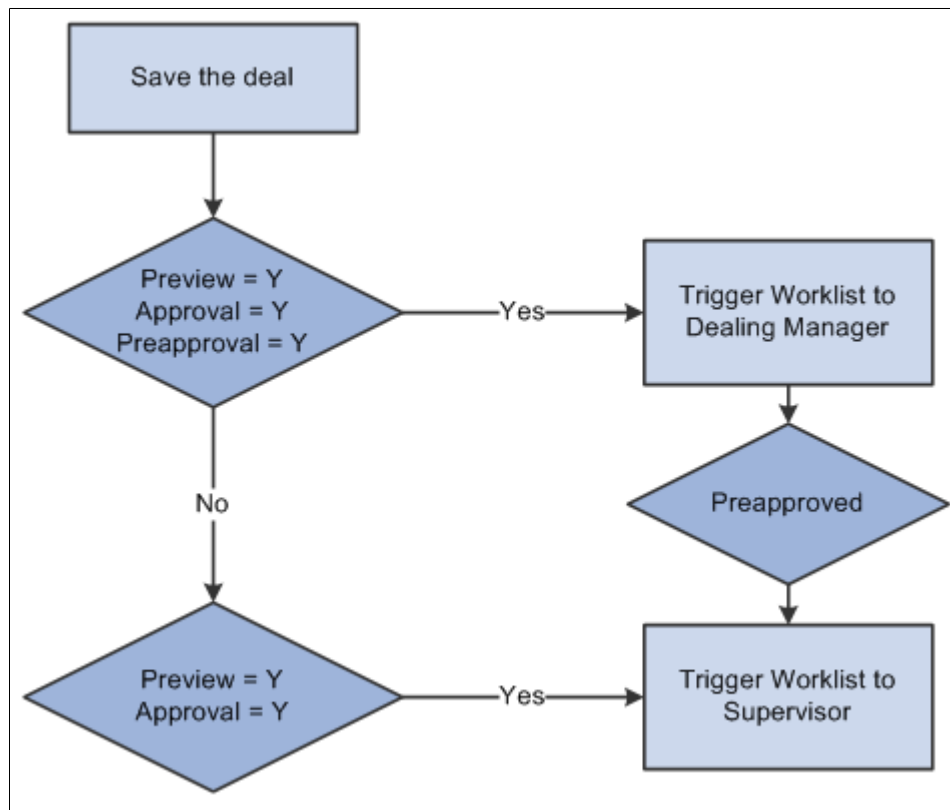 Save the deal
Preview = Y
Approval = Y
Preapproval = Y
Yes
Trigger Worklist to
Dealing Manager
No
Preapproved
Preview = Y
Approval = Y
Yes
Trigger Worklist to
Supervisor